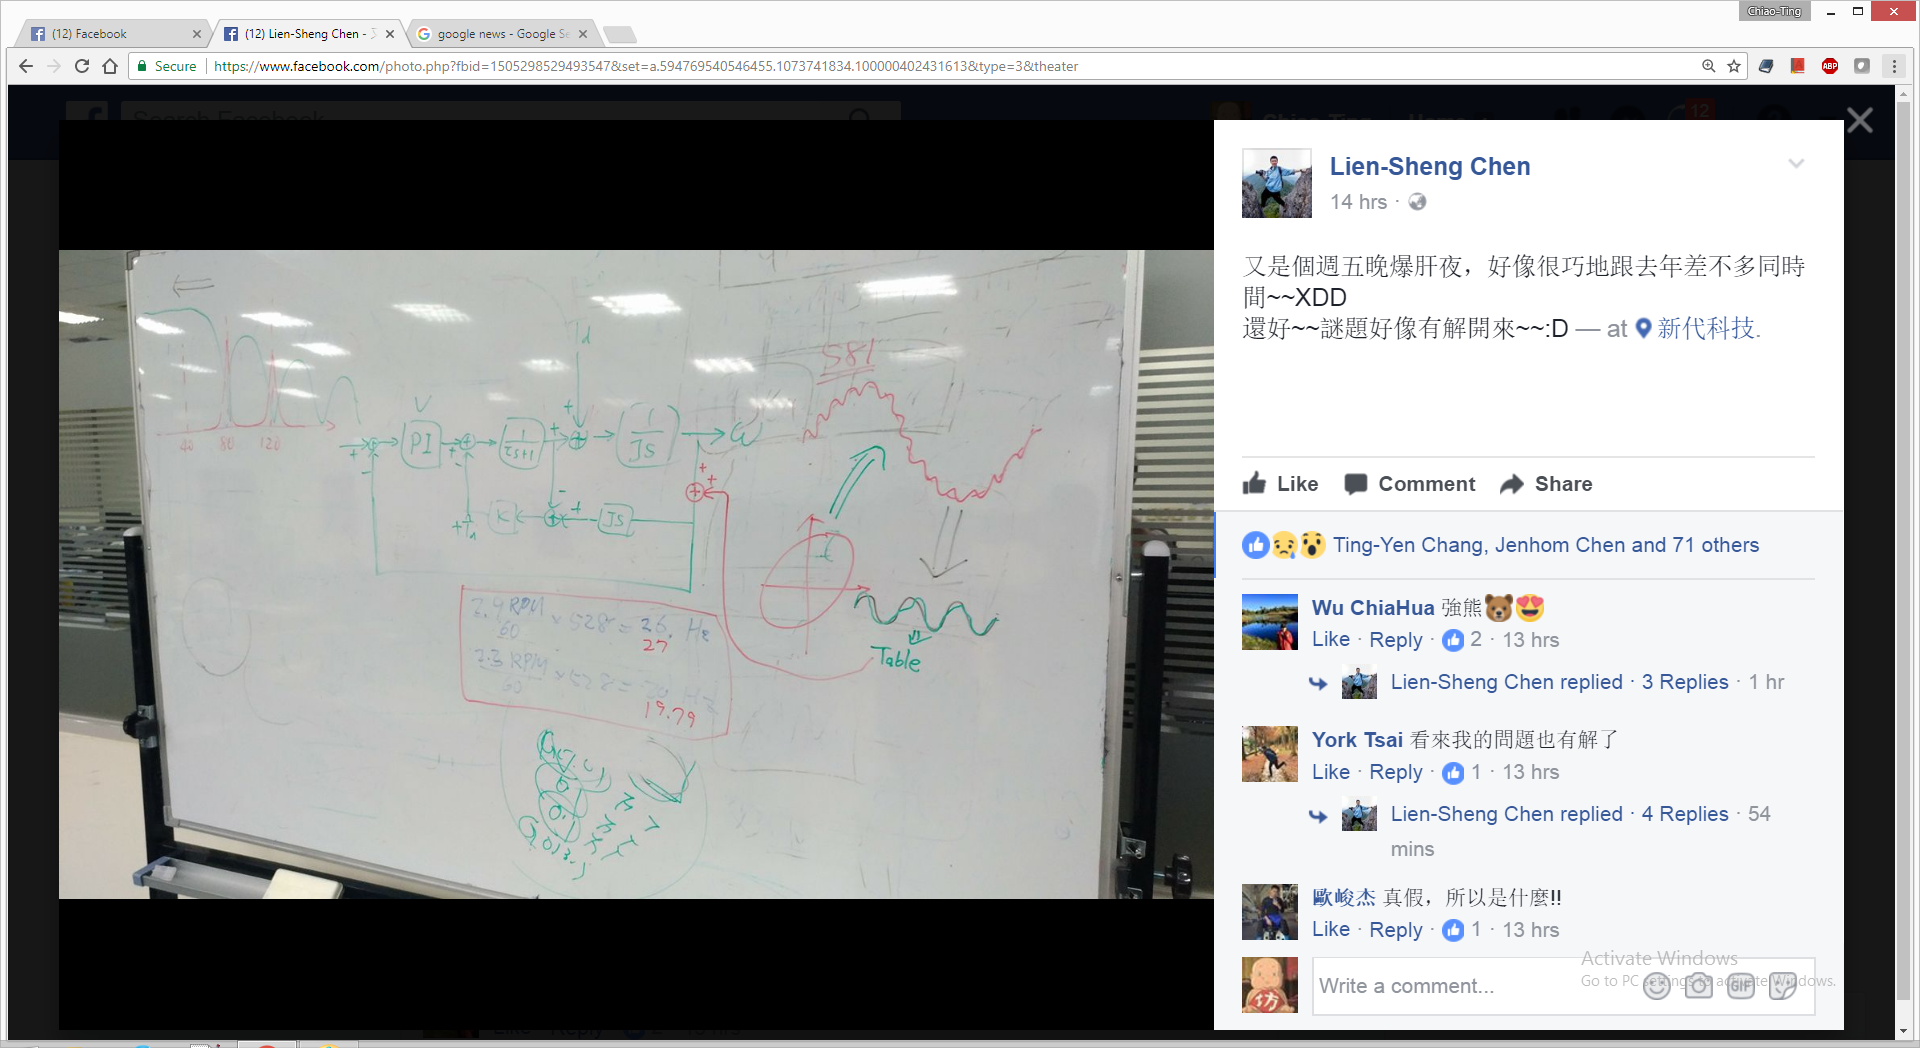 Chiao-Ting
(12) Facebook
(12) Lien-Sheng Chen -
google news - Google Se
Secure
https://www.facebook.com/photo.php?fbid=1505298529493547&set=a.594769540546455.1073741834.100000402431613&type=3&theater
ABP
Search Facebook
12
Lien-Sheng Chen
14 hrs ·
又是個週五晚爆肝夜，好像很巧地跟去年差不多同時
間~~XDD
還好~~謎題好像有解開來~~:D — at 新代科技.
Like Comment Share
Ting-Yen Chang, Jenhom Chen and 71 others
Wu ChiaHua 強熊
Like · Reply · 2 · 13 hrs
Lien-Sheng Chen replied · 3 Replies · 1 hr
York Tsai 看來我的問題也有解了
Like · Reply · 1 · 13 hrs
Lien-Sheng Chen replied · 4 Replies · 54
mins
歐峻杰 真假，所以是什麼!!
Like · Reply · 1 · 13 hrs
Write a comment...
GIF
坊
Activate Windows
Go to PC settings to activate Windows.
40 80 120
d
581
PI
1
τs+1
1
JS
ω
K
JS
2.9 RPM
60
× 528 = 26. Hz
27
2.3 RPM
60
× 528 =
19.79
Table